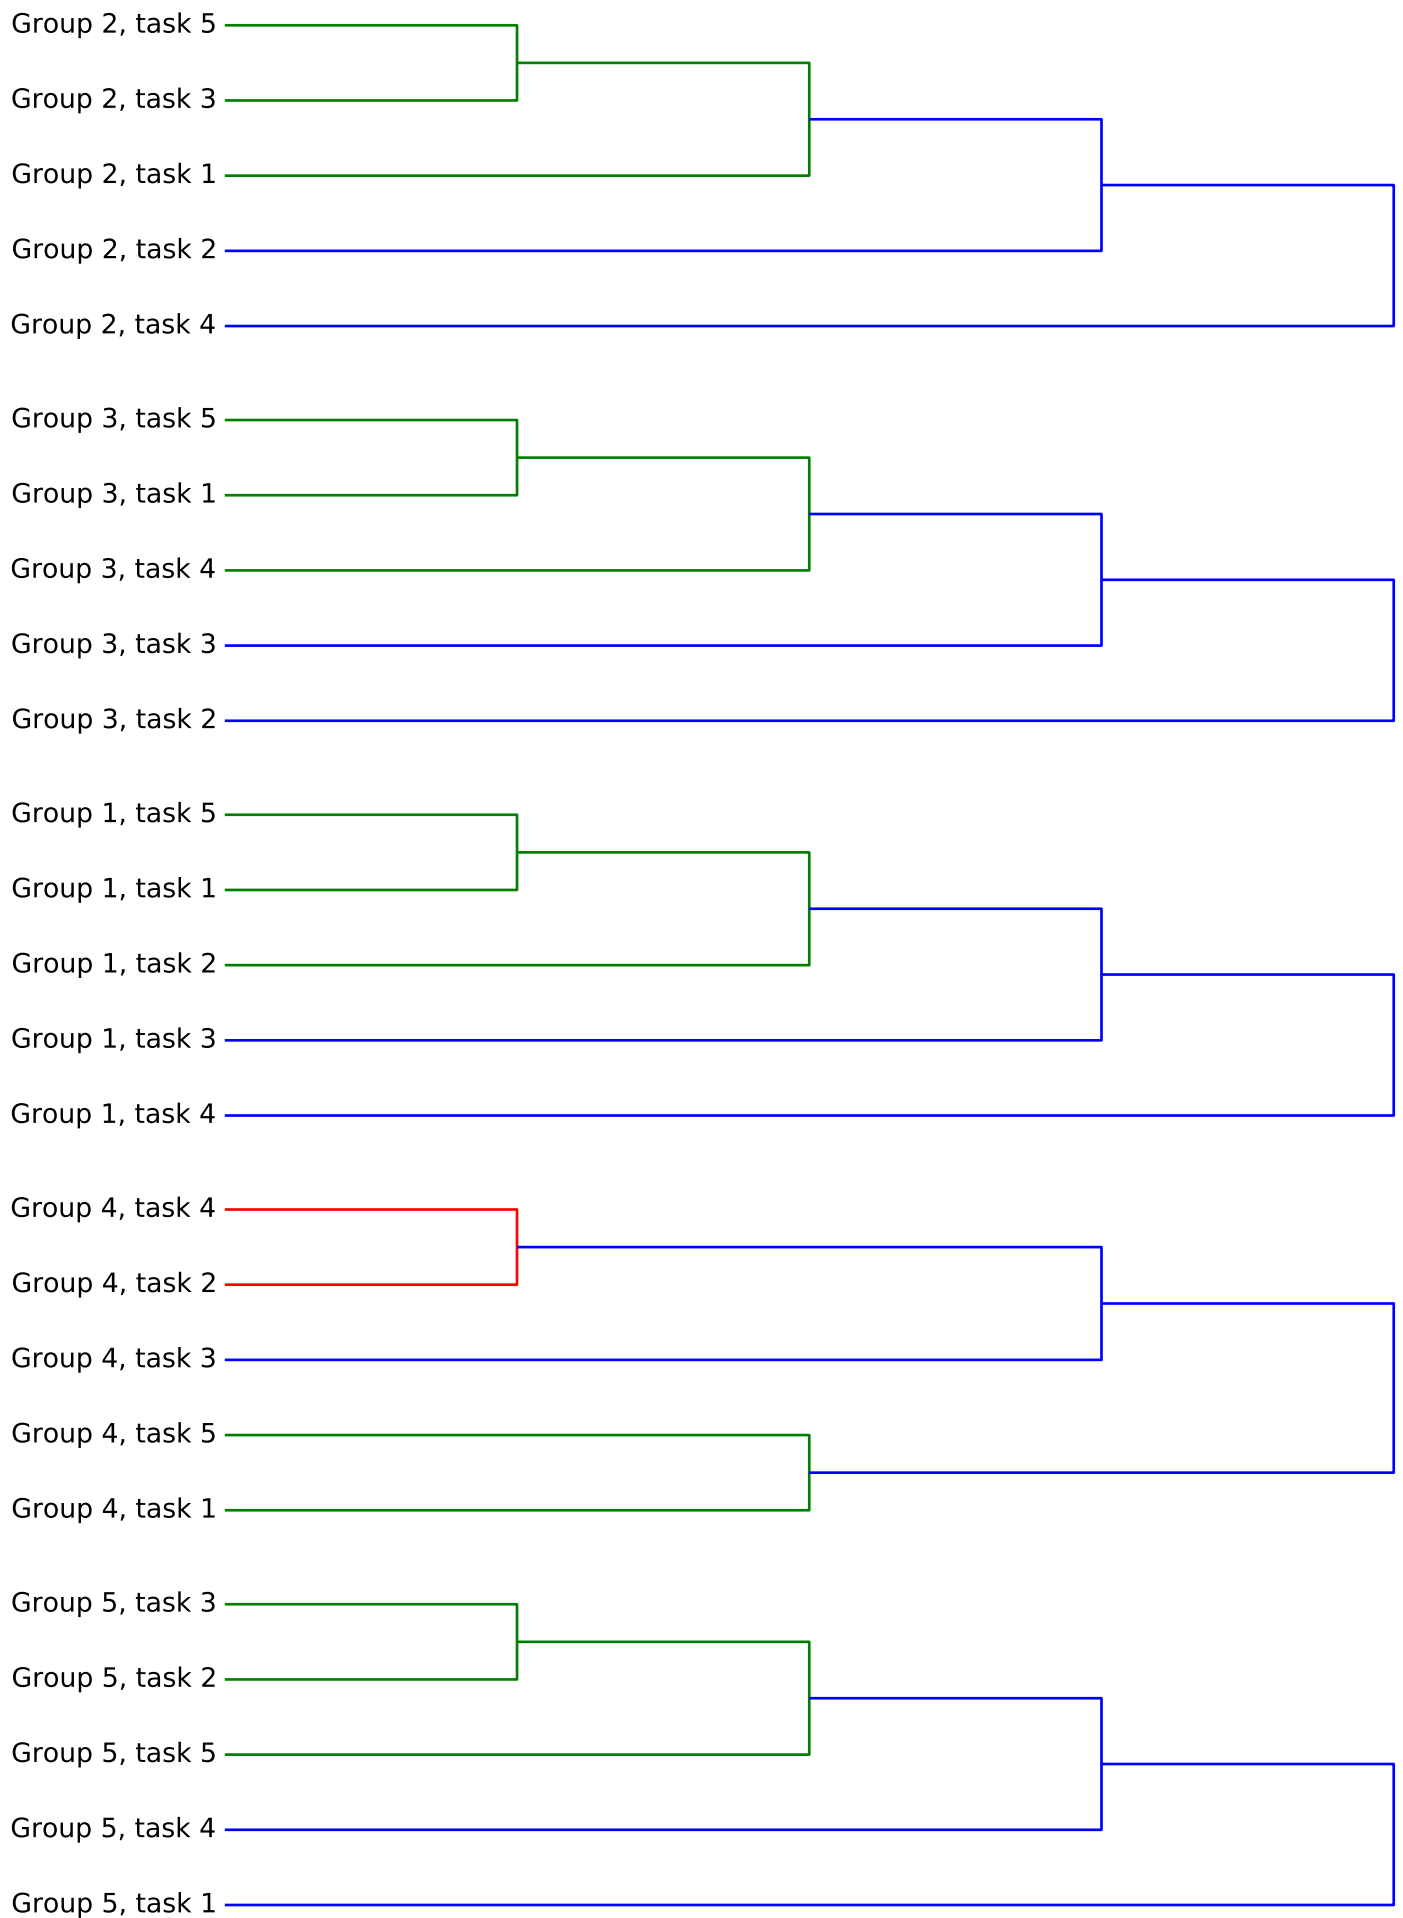 Group 2, task 5
Group 2, task 3
Group 2, task 1
Group 2, task 2
Group 2, task 4
Group 3, task 5
Group 3, task 1
Group 3, task 4
Group 3, task 3
Group 3, task 2
Group 1, task 5
Group 1, task 1
Group 1, task 2
Group 1, task 3
Group 1, task 4
Group 4, task 4
Group 4, task 2
Group 4, task 3
Group 4, task 5
Group 4, task 1
Group 5, task 3
Group 5, task 2
Group 5, task 5
Group 5, task 4
Group 5, task 1